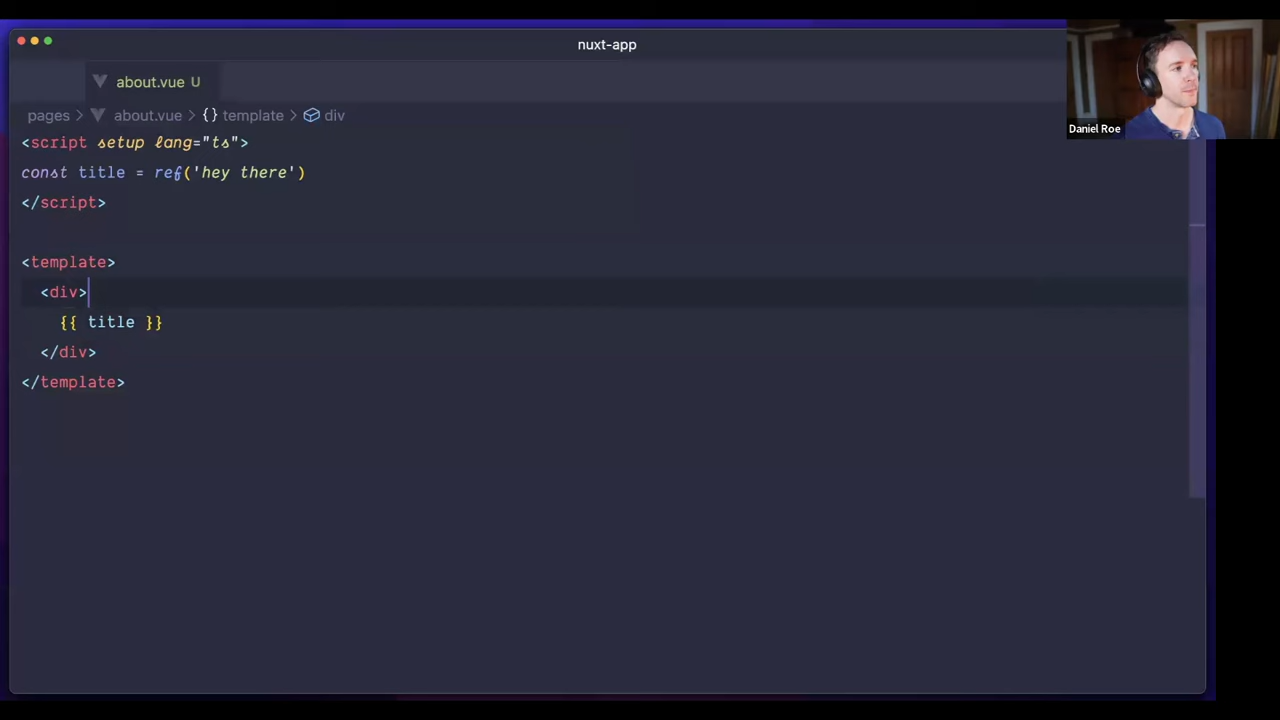 nuxt-app
about.vue U
pages > about.vue > {} template > div
<script setup lang="ts">
const title = ref('hey there')
</script>
<template>
<div>
{{ title }}
</div>
</template>
Daniel Roe